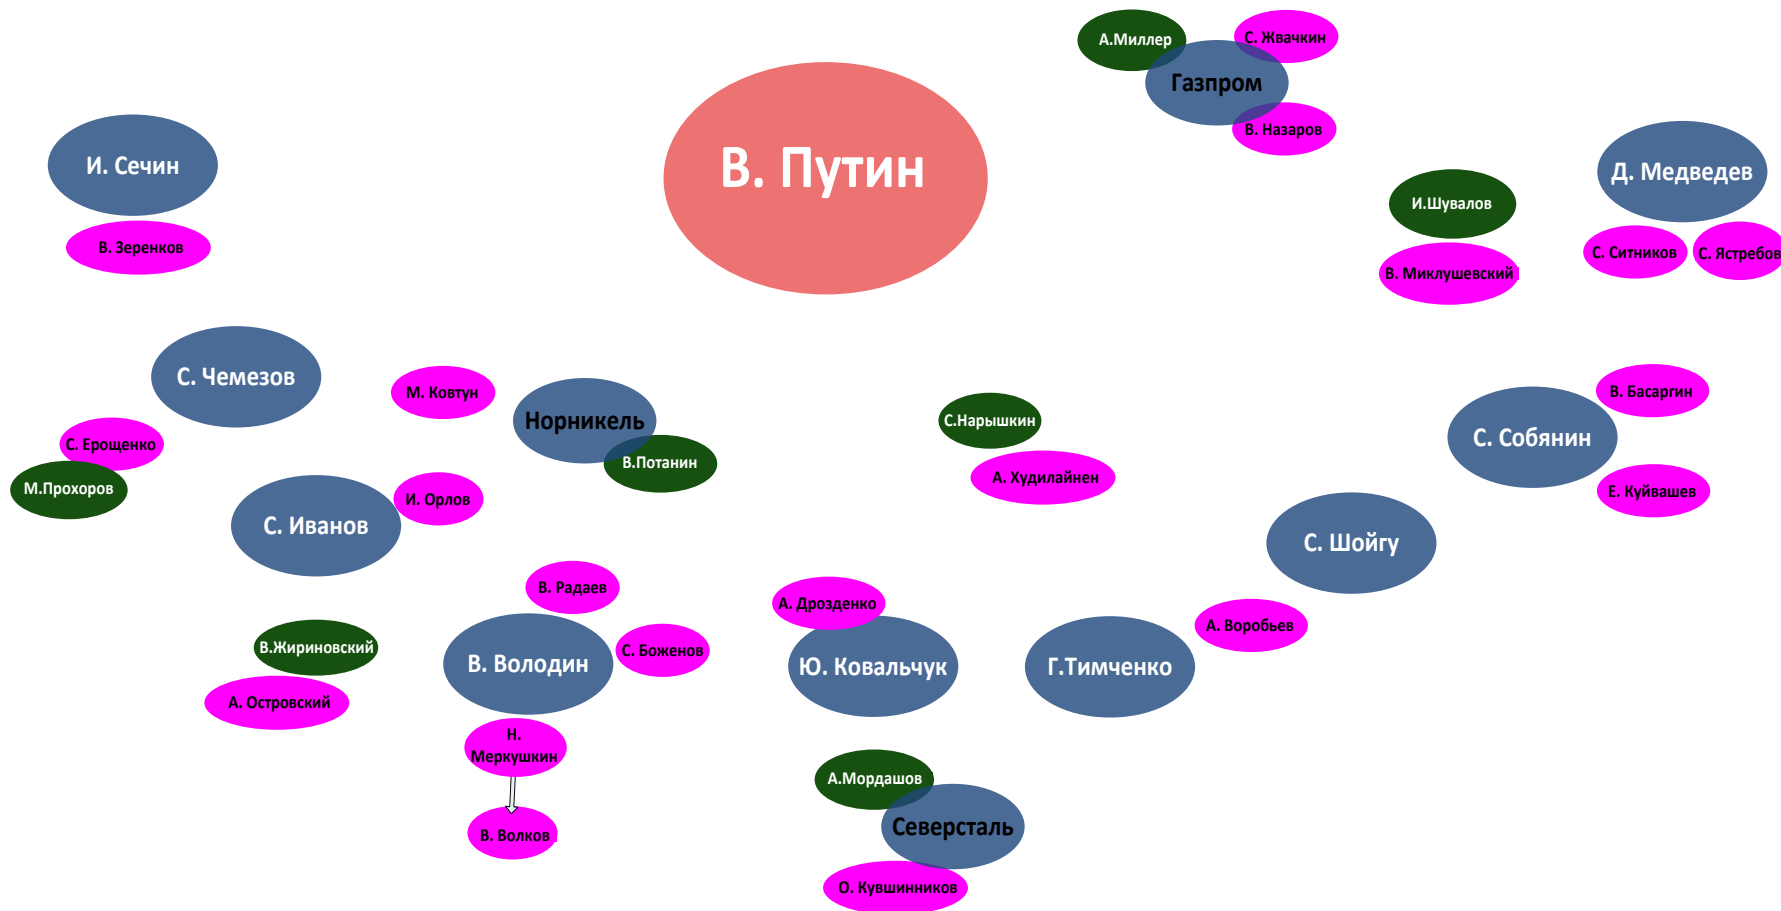 А.Миллер
С. Жвачкин
Газпром
В. Назаров
В. Путин
И. Сечин
В. Зеренков
Д. Медведев
И.Шувалов
В. Миклушевский
С. Ситников
С. Ястребов
С. Чемезов
М. Ковтун
Норникель
В.Потанин
С.Нарышкин
А. Худилайнен
В. Басаргин
С. Собянин
Е. Куйвашев
С. Ерощенко
М.Прохоров
С. Иванов
И. Орлов
С. Шойгу
В. Радаев
А. Дрозденко
А. Воробьев
В.Жириновский
А. Островский
В. Володин
С. Боженов
Ю. Ковальчук
Г.Тимченко
Н.
Меркушкин
В. Волков
А.Мордашов
Северсталь
О. Кувшинников